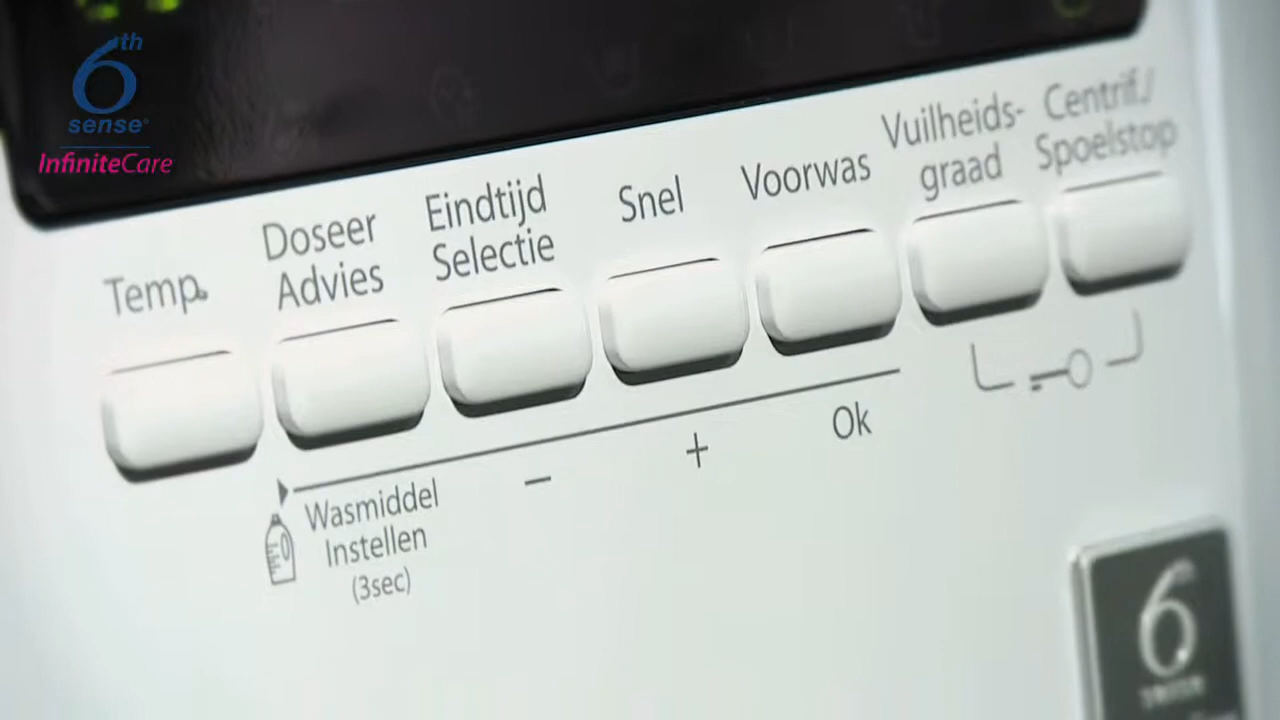 6th
sense
InfiniteCare
Temp.
Doseer
Advies
Eindtijd
Selectie
Snel
Voorwas
Vuilheids-
graad
Centrif./
Spoelstop
−
+
Ok
Wasmiddel
Instellen
(3sec)
6